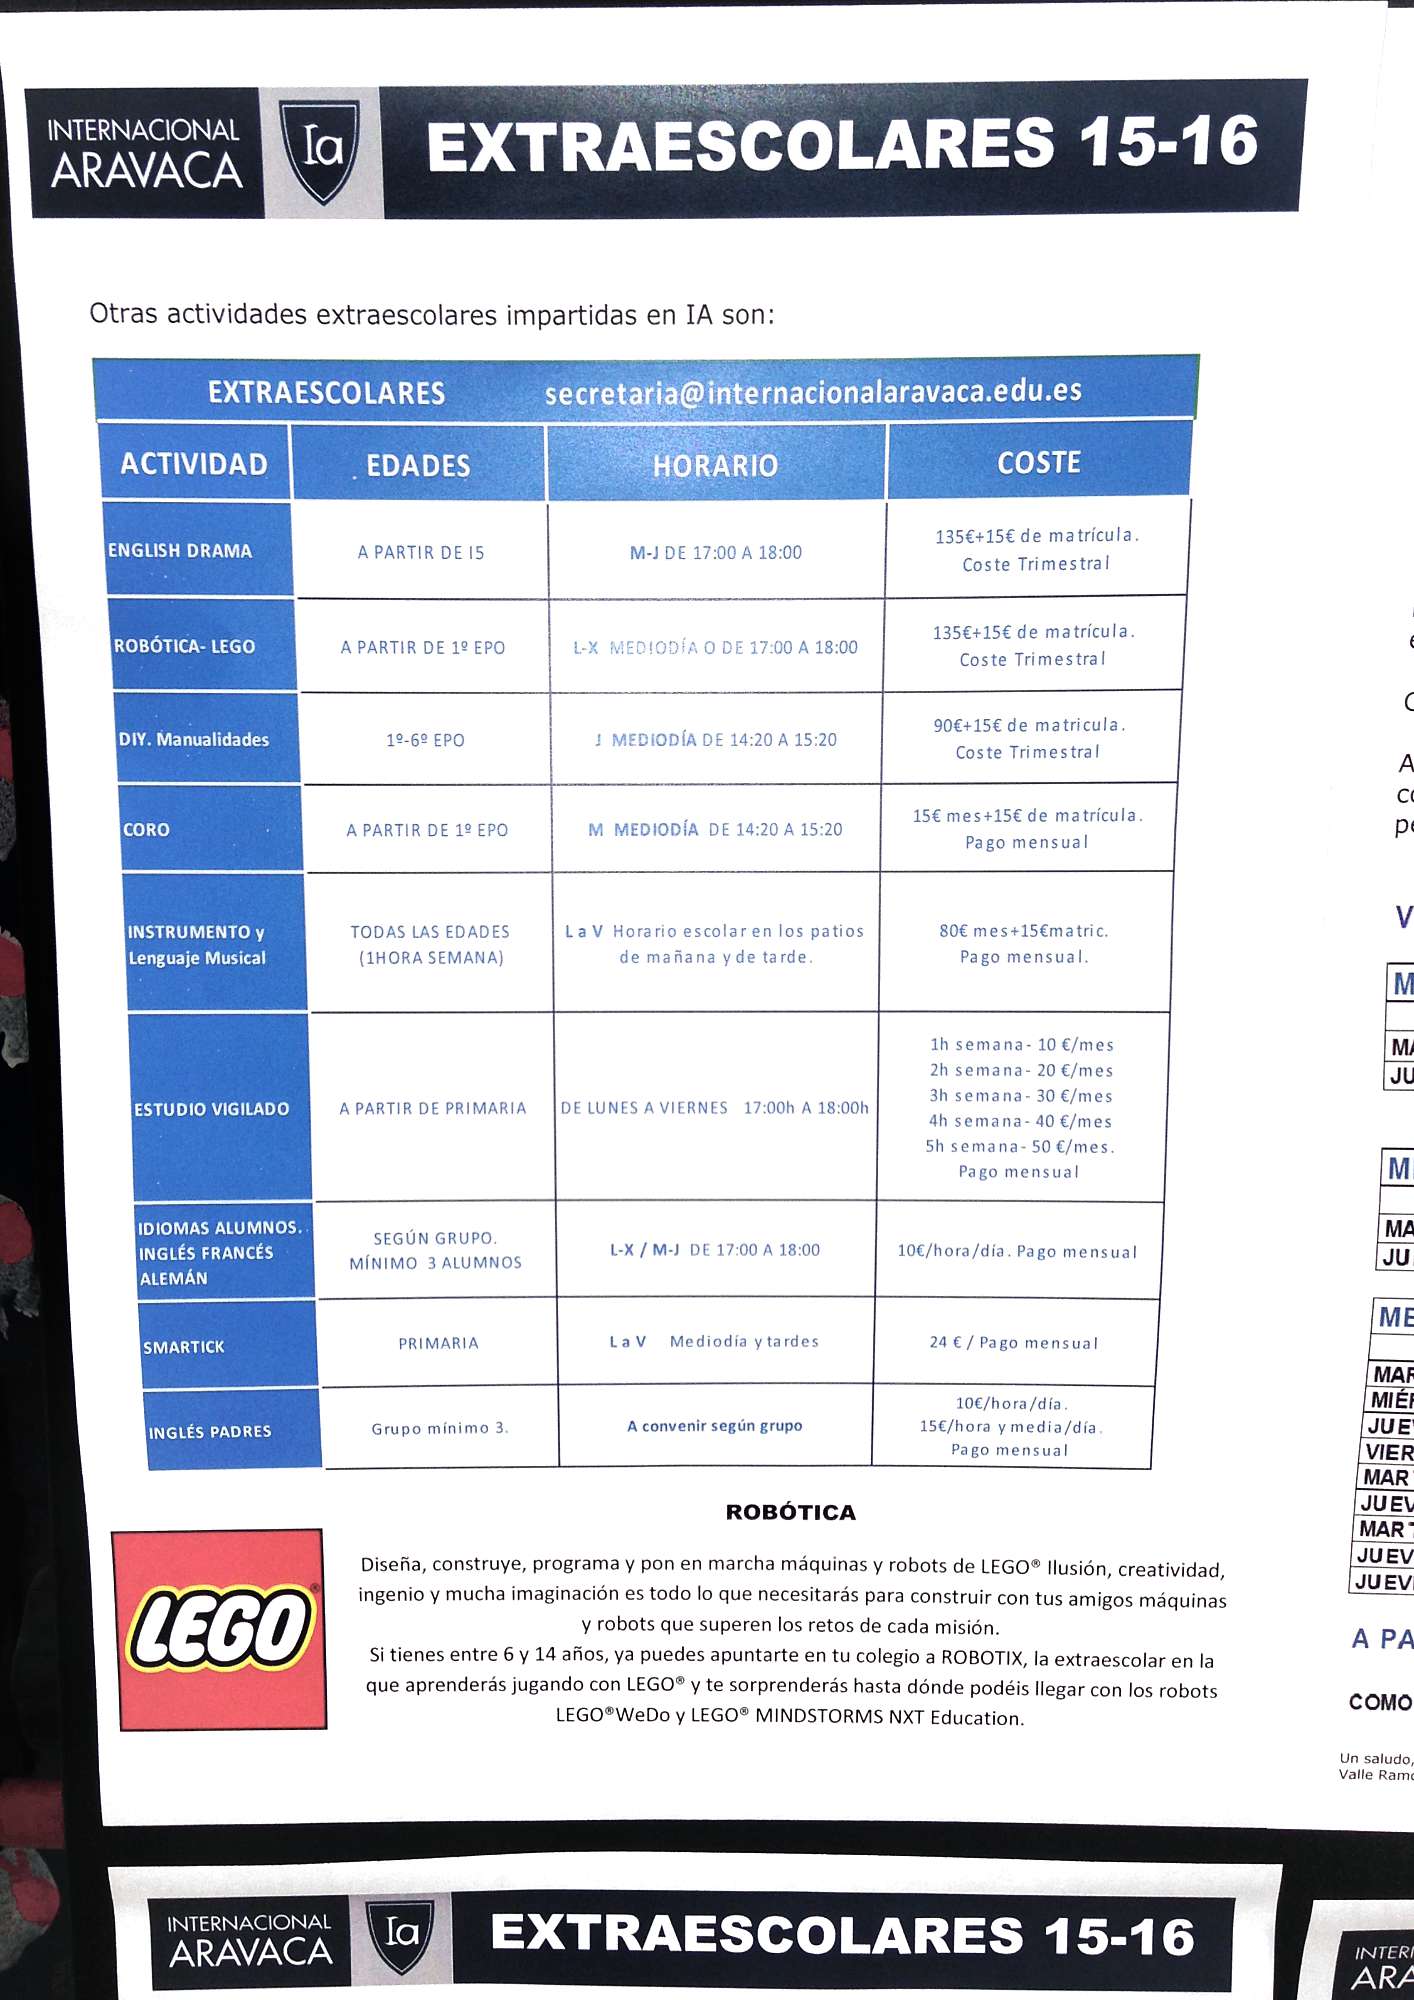 INTERNACIONAL
ARAVACA
Ia
EXTRAESCOLARES 15-16
Otras actividades extraescolares impartidas en IA son:
EXTRAESCOLARES secretaria@internacionalaravaca.edu.es
ACTIVIDAD EDADES HORARIO COSTE
ENGLISH DRAMA
A PARTIR DE I5
M-J DE 17:00 A 18:00
135€+15€ de matrícula.
Coste Trimestral
ROBÓTICA- LEGO
A PARTIR DE 1º EPO
L-X MEDIODÍA O DE 17:00 A 18:00
135€+15€ de matrícula.
Coste Trimestral
DIY. Manualidades
1º-6º EPO
J MEDIODÍA DE 14:20 A 15:20
90€+15€ de matricula.
Coste Trimestral
CORO
A PARTIR DE 1º EPO
M MEDIODÍA DE 14:20 A 15:20
15€ mes+15€ de matrícula.
Pago mensual
INSTRUMENTO y
Lenguaje Musical
TODAS LAS EDADES
(1HORA SEMANA)
L a V Horario escolar en los patios
de mañana y de tarde.
80€ mes+15€matric.
Pago mensual.
ESTUDIO VIGILADO
A PARTIR DE PRIMARIA
DE LUNES A VIERNES 17:00h A 18:00h
1h semana- 10 €/mes
2h semana- 20 €/mes
3h semana- 30 €/mes
4h semana- 40 €/mes
5h semana- 50 €/mes.
Pago mensual
IDIOMAS ALUMNOS.
INGLÉS FRANCÉS
ALEMÁN
SEGÚN GRUPO.
MÍNIMO 3 ALUMNOS
L-X / M-J DE 17:00 A 18:00
10€/hora/día. Pago mensual
SMARTICK
PRIMARIA
L a V Mediodía y tardes
24 € / Pago mensual
INGLÉS PADRES
Grupo mínimo 3.
A convenir según grupo
10€/hora/día.
15€/hora y media/día.
Pago mensual
ROBÓTICA
LEGO®
Diseña, construye, programa y pon en marcha máquinas y robots de LEGO® Ilusión, creatividad,
ingenio y mucha imaginación es todo lo que necesitarás para construir con tus amigos máquinas
y robots que superen los retos de cada misión.
Si tienes entre 6 y 14 años, ya puedes apuntarte en tu colegio a ROBOTIX, la extraescolar en la
que aprenderás jugando con LEGO® y te sorprenderás hasta dónde podéis llegar con los robots
LEGO®WeDo y LEGO® MINDSTORMS NXT Education.
A PA
COMO
Un saludo,
Valle Ram
INTERNACIONAL
ARAVACA
Ia
EXTRAESCOLARES 15-16
INTER
ARA